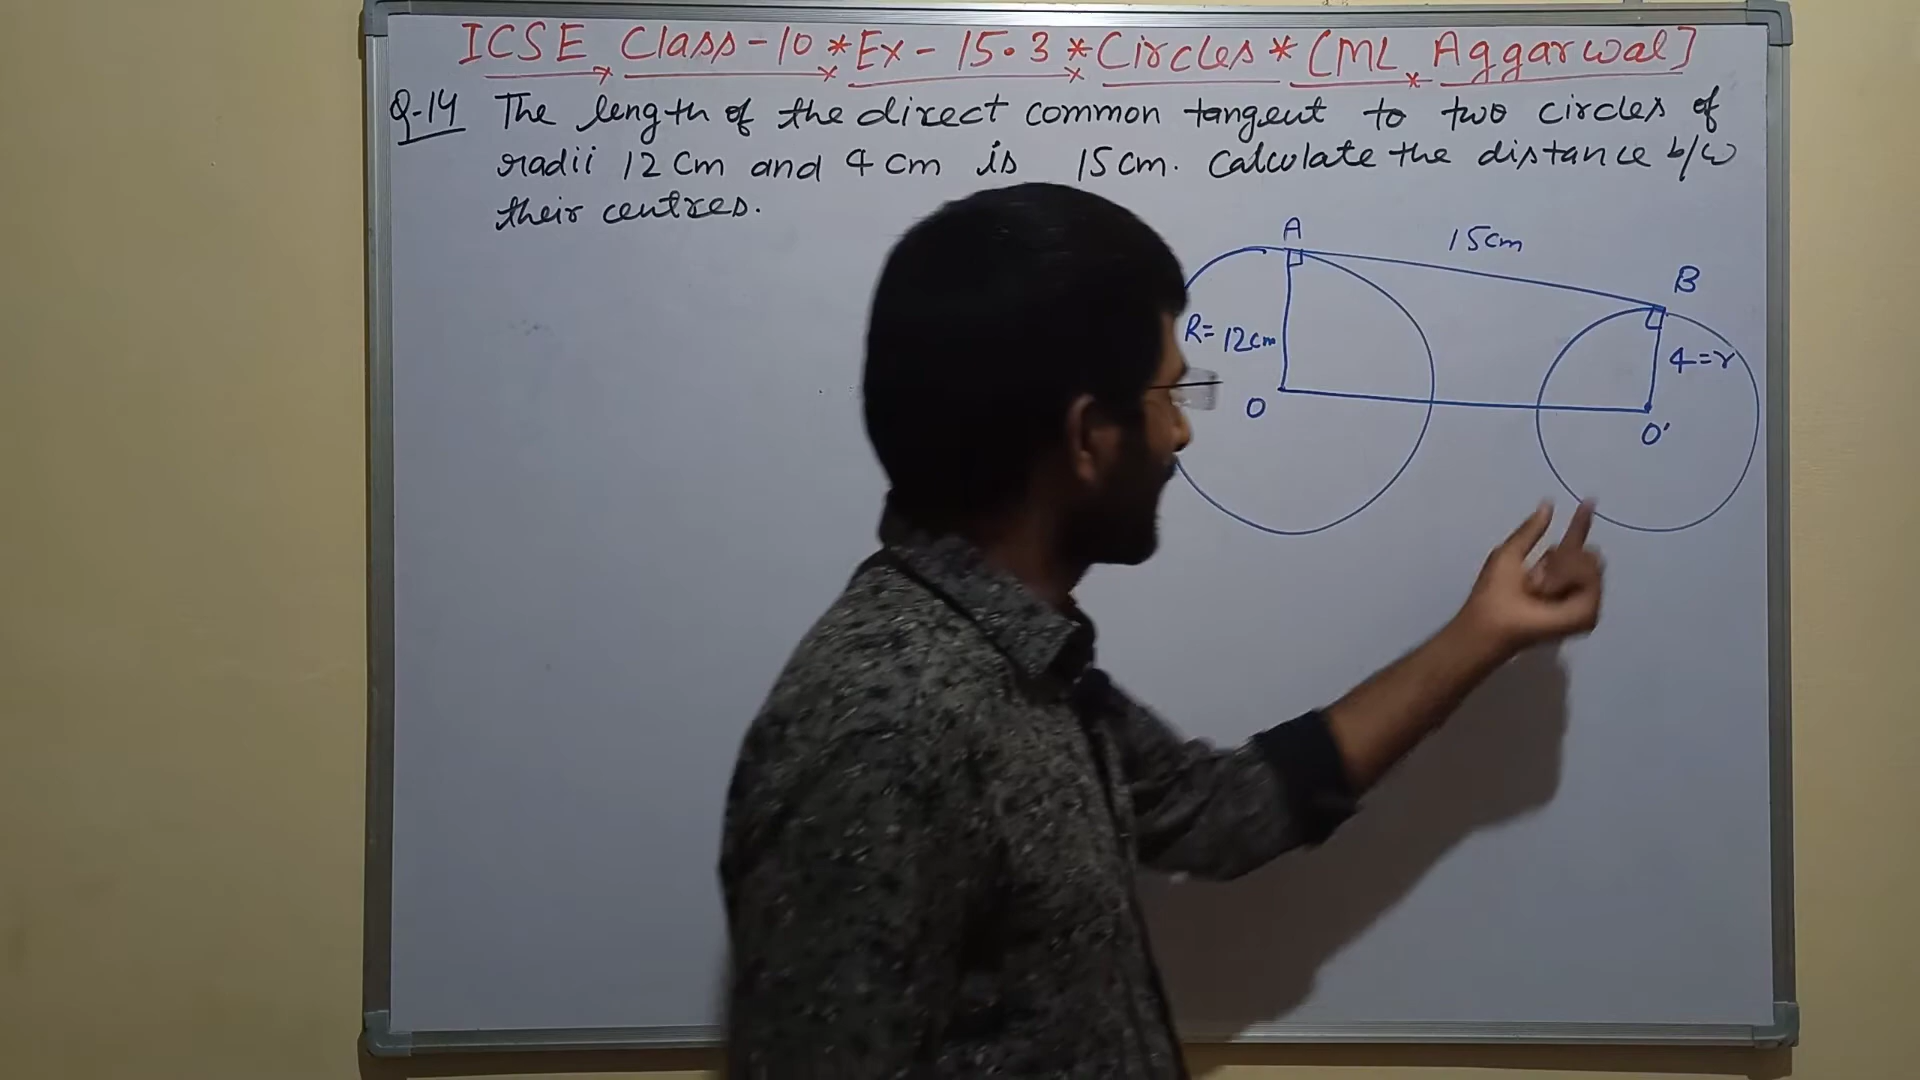 ICSE Class-10 * Ex-15.3 * Circles * [ML Aggarwal]
Q-14 The length of the direct common tangent to two circles of
radii 12 cm and 4 cm is 15 cm. Calculate the distance b/w
their centres.
A
15cm
B
R=12cm
4=r
O
O'